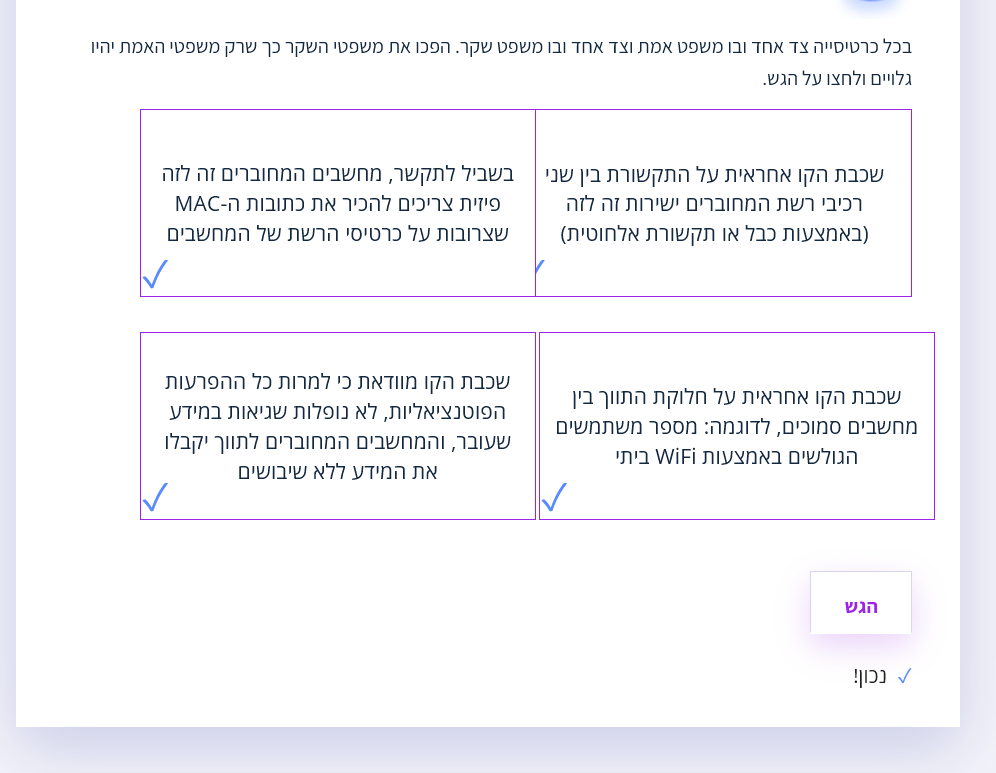 בכל כרטיסייה צד אחד ובו משפט אמת וצד אחד ובו משפט שקר. הפכו את משפטי השקר כך שרק משפטי האמת יהיו
גלויים ולחצו על הגש.
שכבת הקו אחראית על התקשורת בין שני
רכיבי רשת המחוברים ישירות זה לזה
(באמצעות כבל או תקשורת אלחוטית)
בשביל לתקשר, מחשבים המחוברים זה לזה
פיזית צריכים להכיר את כתובות ה-MAC
שצרובות על כרטיסי הרשת של המחשבים
שכבת הקו אחראית על חלוקת התווך בין
מחשבים סמוכים, לדוגמה: מספר משתמשים
הגולשים באמצעות WiFi ביתי
שכבת הקו מוודאת כי למרות כל ההפרעות
הפוטנציאליות, לא נופלות שגיאות במידע
שעובר, והמחשבים המחוברים לתווך יקבלו
את המידע ללא שיבושים
הגש
נכון!